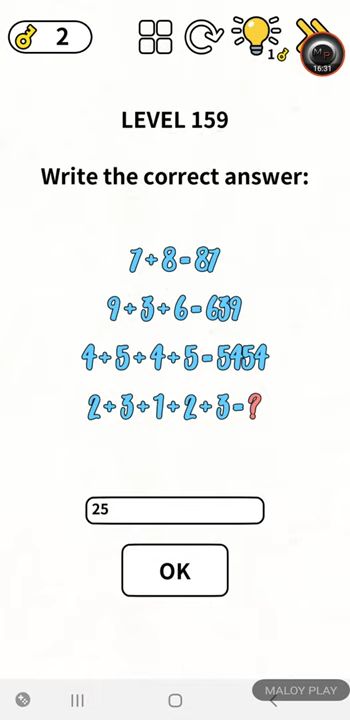 2
1
MP
16:31
LEVEL 159
Write the correct answer:
7+8=87
9+3+6=639
4+5+4+5=5454
2+3+1+2+3=?
25
OK
MALOY PLAY